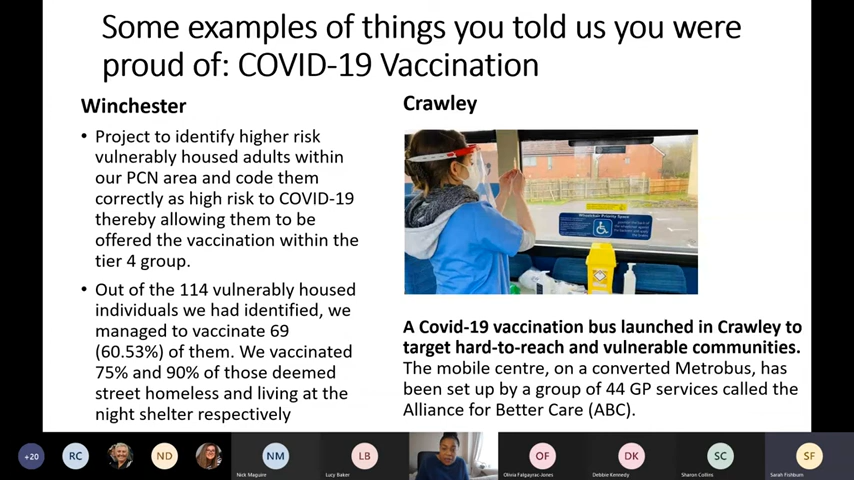 Some examples of things you told us you were
proud of: COVID-19 Vaccination
Winchester
• Project to identify higher risk
vulnerably housed adults within
our PCN area and code them
correctly as high risk to COVID-19
thereby allowing them to be
offered the vaccination within the
tier 4 group.
• Out of the 114 vulnerably housed
individuals we had identified, we
managed to vaccinate 69
(60.53%) of them. We vaccinated
75% and 90% of those deemed
street homeless and living at the
night shelter respectively
Crawley
Wheelchair Priority Space
A Covid-19 vaccination bus launched in Crawley to
target hard-to-reach and vulnerable communities.
The mobile centre, on a converted Metrobus, has
been set up by a group of 44 GP services called the
Alliance for Better Care (ABC).
+20
RC
ND
NM
Nick Maguire
LB
Lucy Baker
OF
Olivia Fatpayrac-Jones
DK
Debbie Kennedy
SC
Sharon Collins
SF
Sarah Fishburn